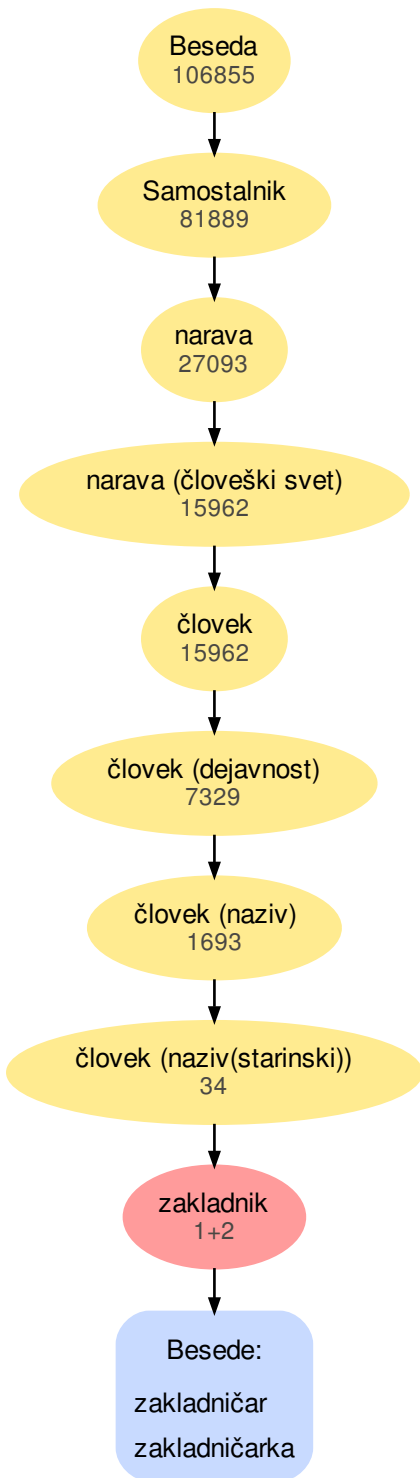 Beseda
106855
Samostalnik
81889
narava
27093
narava (človeški svet)
15962
človek
15962
človek (dejavnost)
7329
človek (naziv)
1693
človek (naziv(starinski))
34
zakladnik
1+2
Besede:
zakladničar
zakladničarka